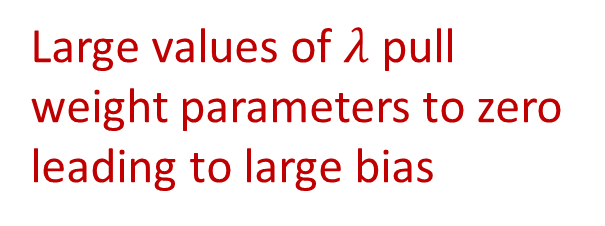 Large values of λ pull
weight parameters to zero
leading to large bias